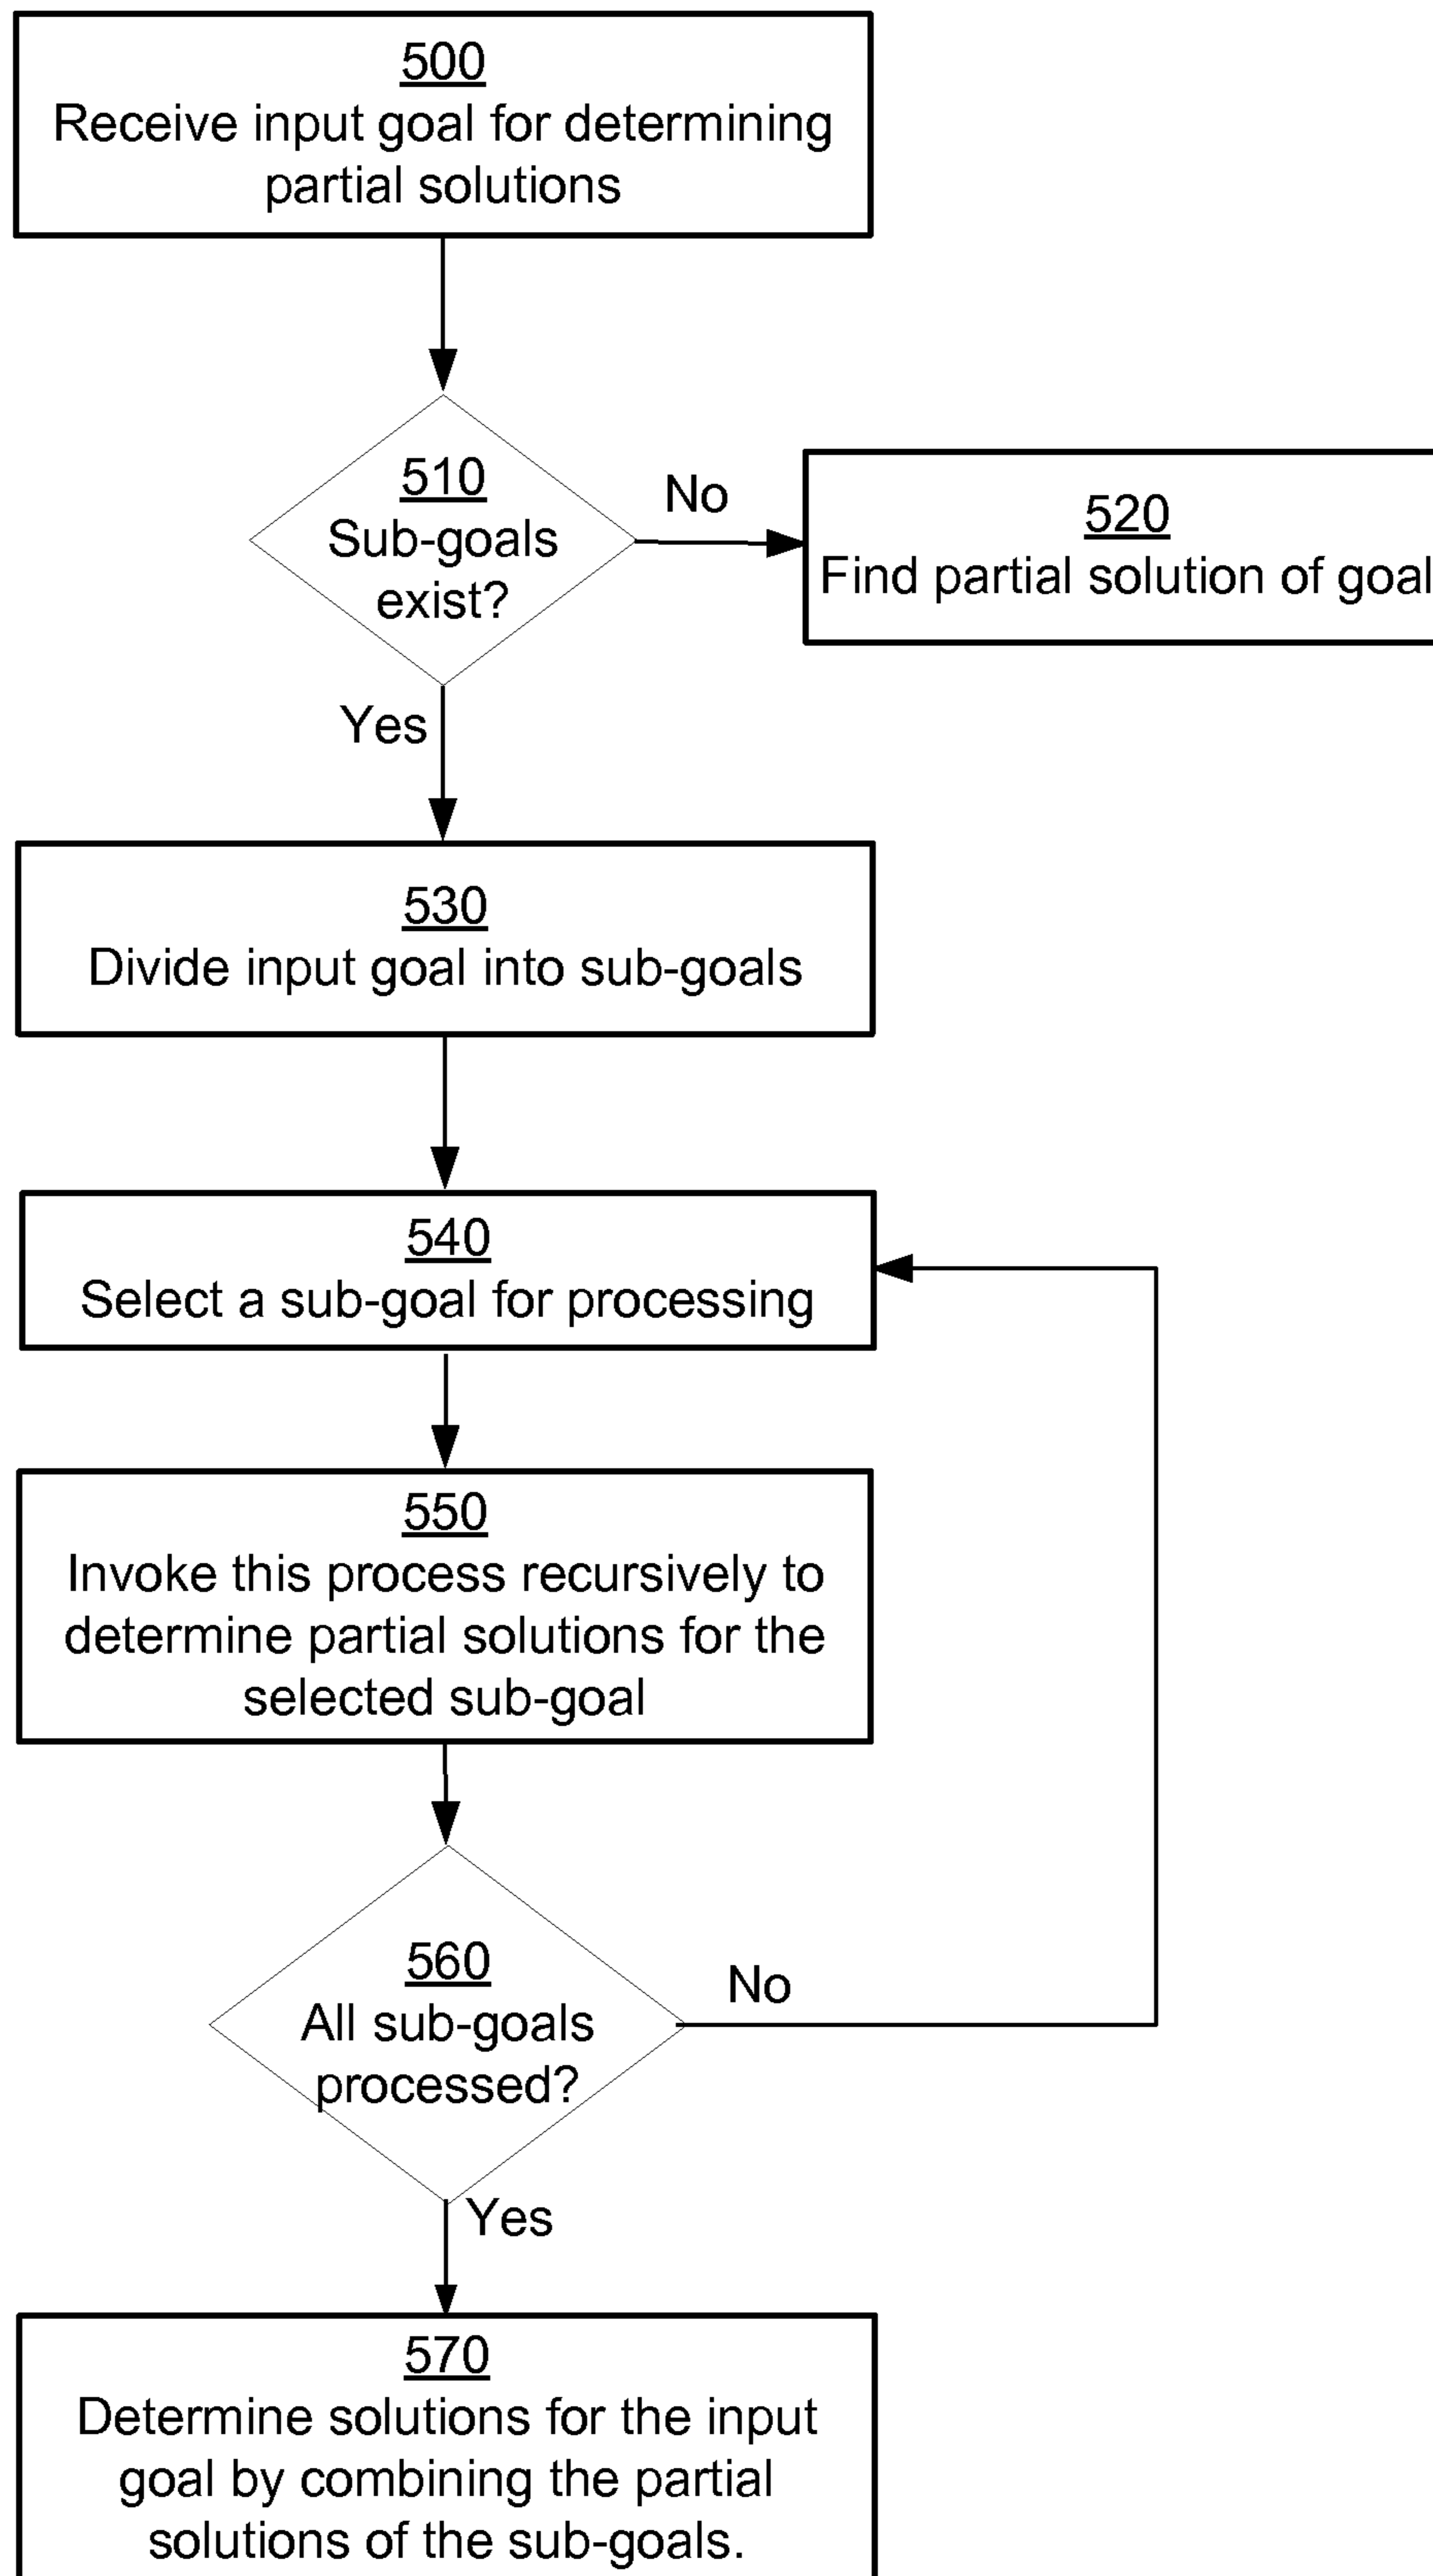 500
Receive input goal for determining
partial solutions
510
Sub-goals
exist?
No
520
Find partial solution of goal
Yes
530
Divide input goal into sub-goals
540
Select a sub-goal for processing
550
Invoke this process recursively to
determine partial solutions for the
selected sub-goal
560
All sub-goals
processed?
No
Yes
570
Determine solutions for the input
goal by combining the partial
solutions of the sub-goals.